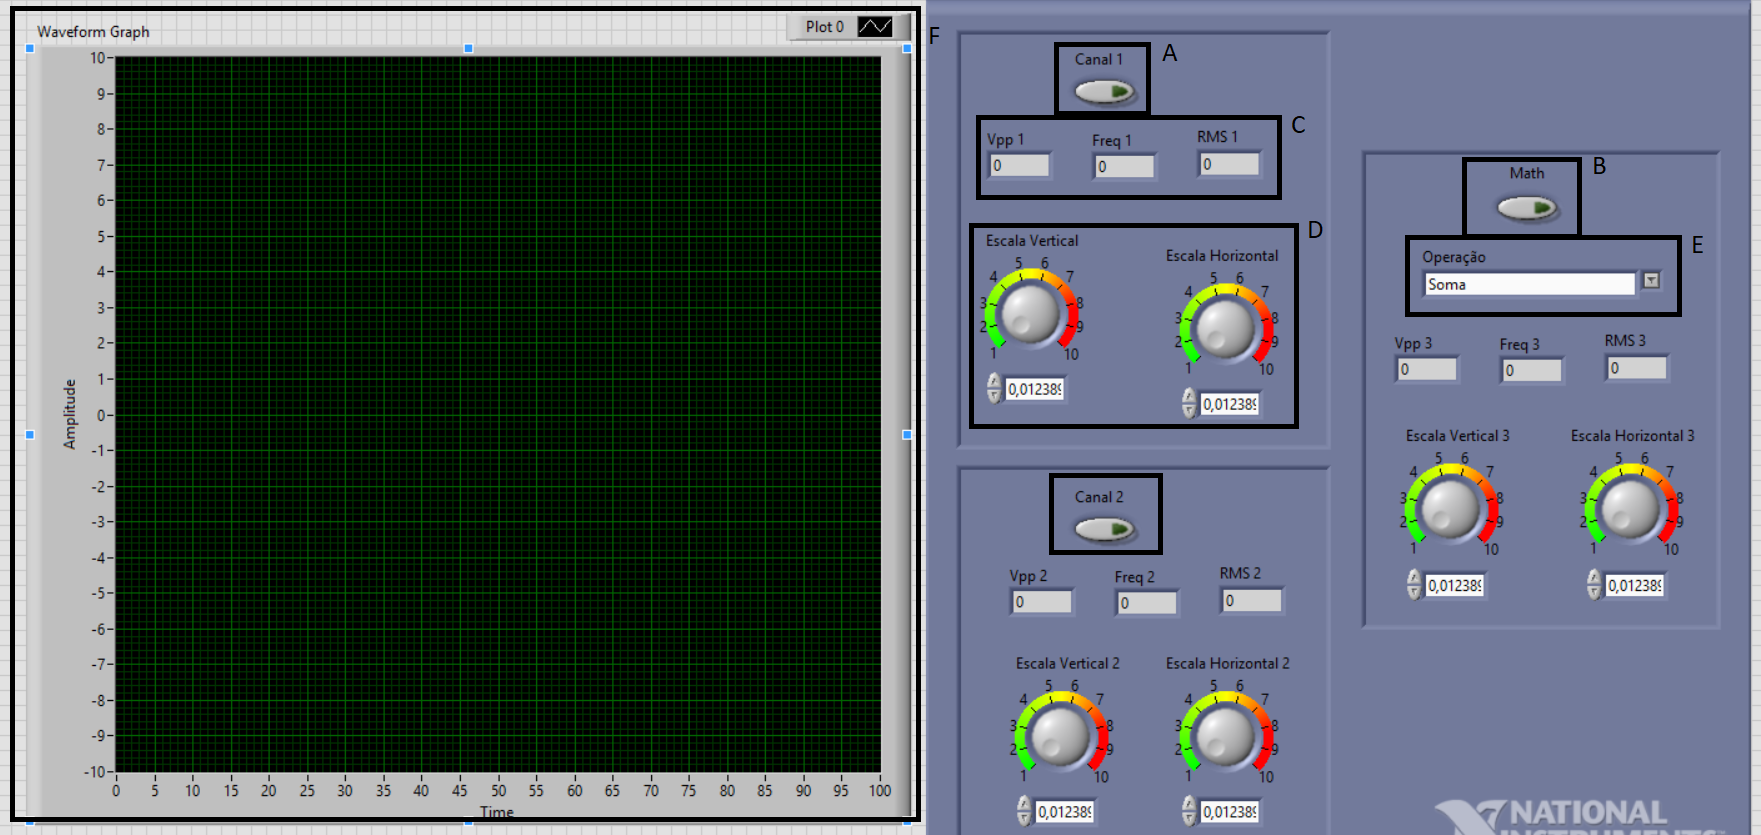 Waveform Graph
Plot 0
10
9
8
7
6
5
4
3
2
1
0
-1
-2
-3
-4
-5
-6
-7
-8
-9
-10
Amplitude
0 5 10 15 20 25 30 35 40 45 50 55 60 65 70 75 80 85 90 95 100
Time
F
Canal 1
A
C
Vpp 1 Freq 1 RMS 1
0 0 0
D
Escala Vertical
1 2 3 4 5 6 7 8 9 10
0,01238
Escala Horizontal
1 2 3 4 5 6 7 8 9 10
0,01238
Canal 2
Vpp 2 Freq 2 RMS 2
0 0 0
Escala Vertical 2
1 2 3 4 5 6 7 8 9 10
0,01238
Escala Horizontal 2
1 2 3 4 5 6 7 8 9 10
0,01238
Math
B
E
Operação
Soma
Vpp 3 Freq 3 RMS 3
0 0 0
Escala Vertical 3
1 2 3 4 5 6 7 8 9 10
0,01238
Escala Horizontal 3
1 2 3 4 5 6 7 8 9 10
0,01238
NATIONAL
INSTRUMENTS